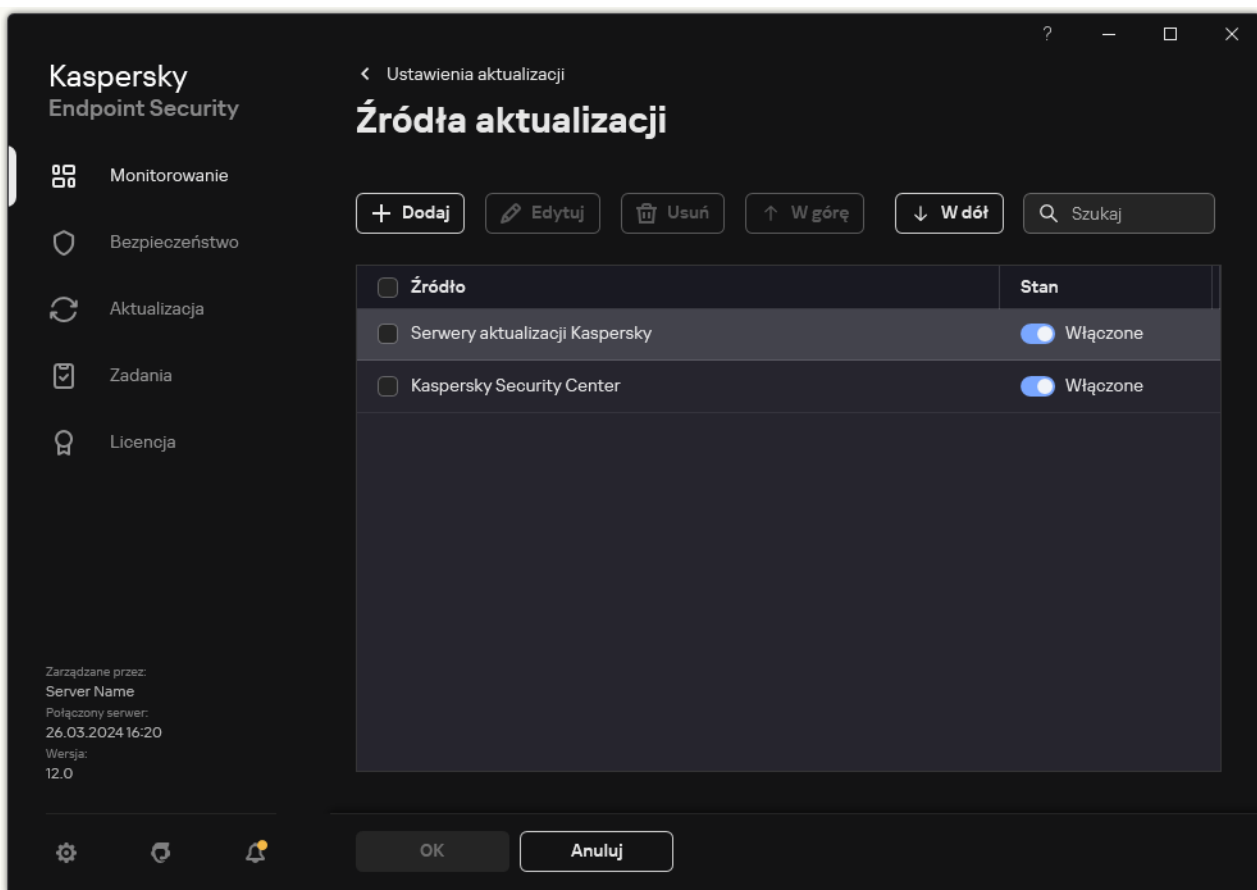 ?
Kaspersky
Endpoint Security
Monitorowanie
Bezpieczeństwo
Aktualizacja
Zadania
Licencja
Zarządzane przez:
Server Name
Połączony serwer:
26.03.2024 16:20
Wersja:
12.0
Ustawienia aktualizacji
Źródła aktualizacji
Dodaj Edytuj Usuń W górę W dół Szukaj
Źródło Stan
Serwery aktualizacji Kaspersky Włączone
Kaspersky Security Center Włączone
OK Anuluj